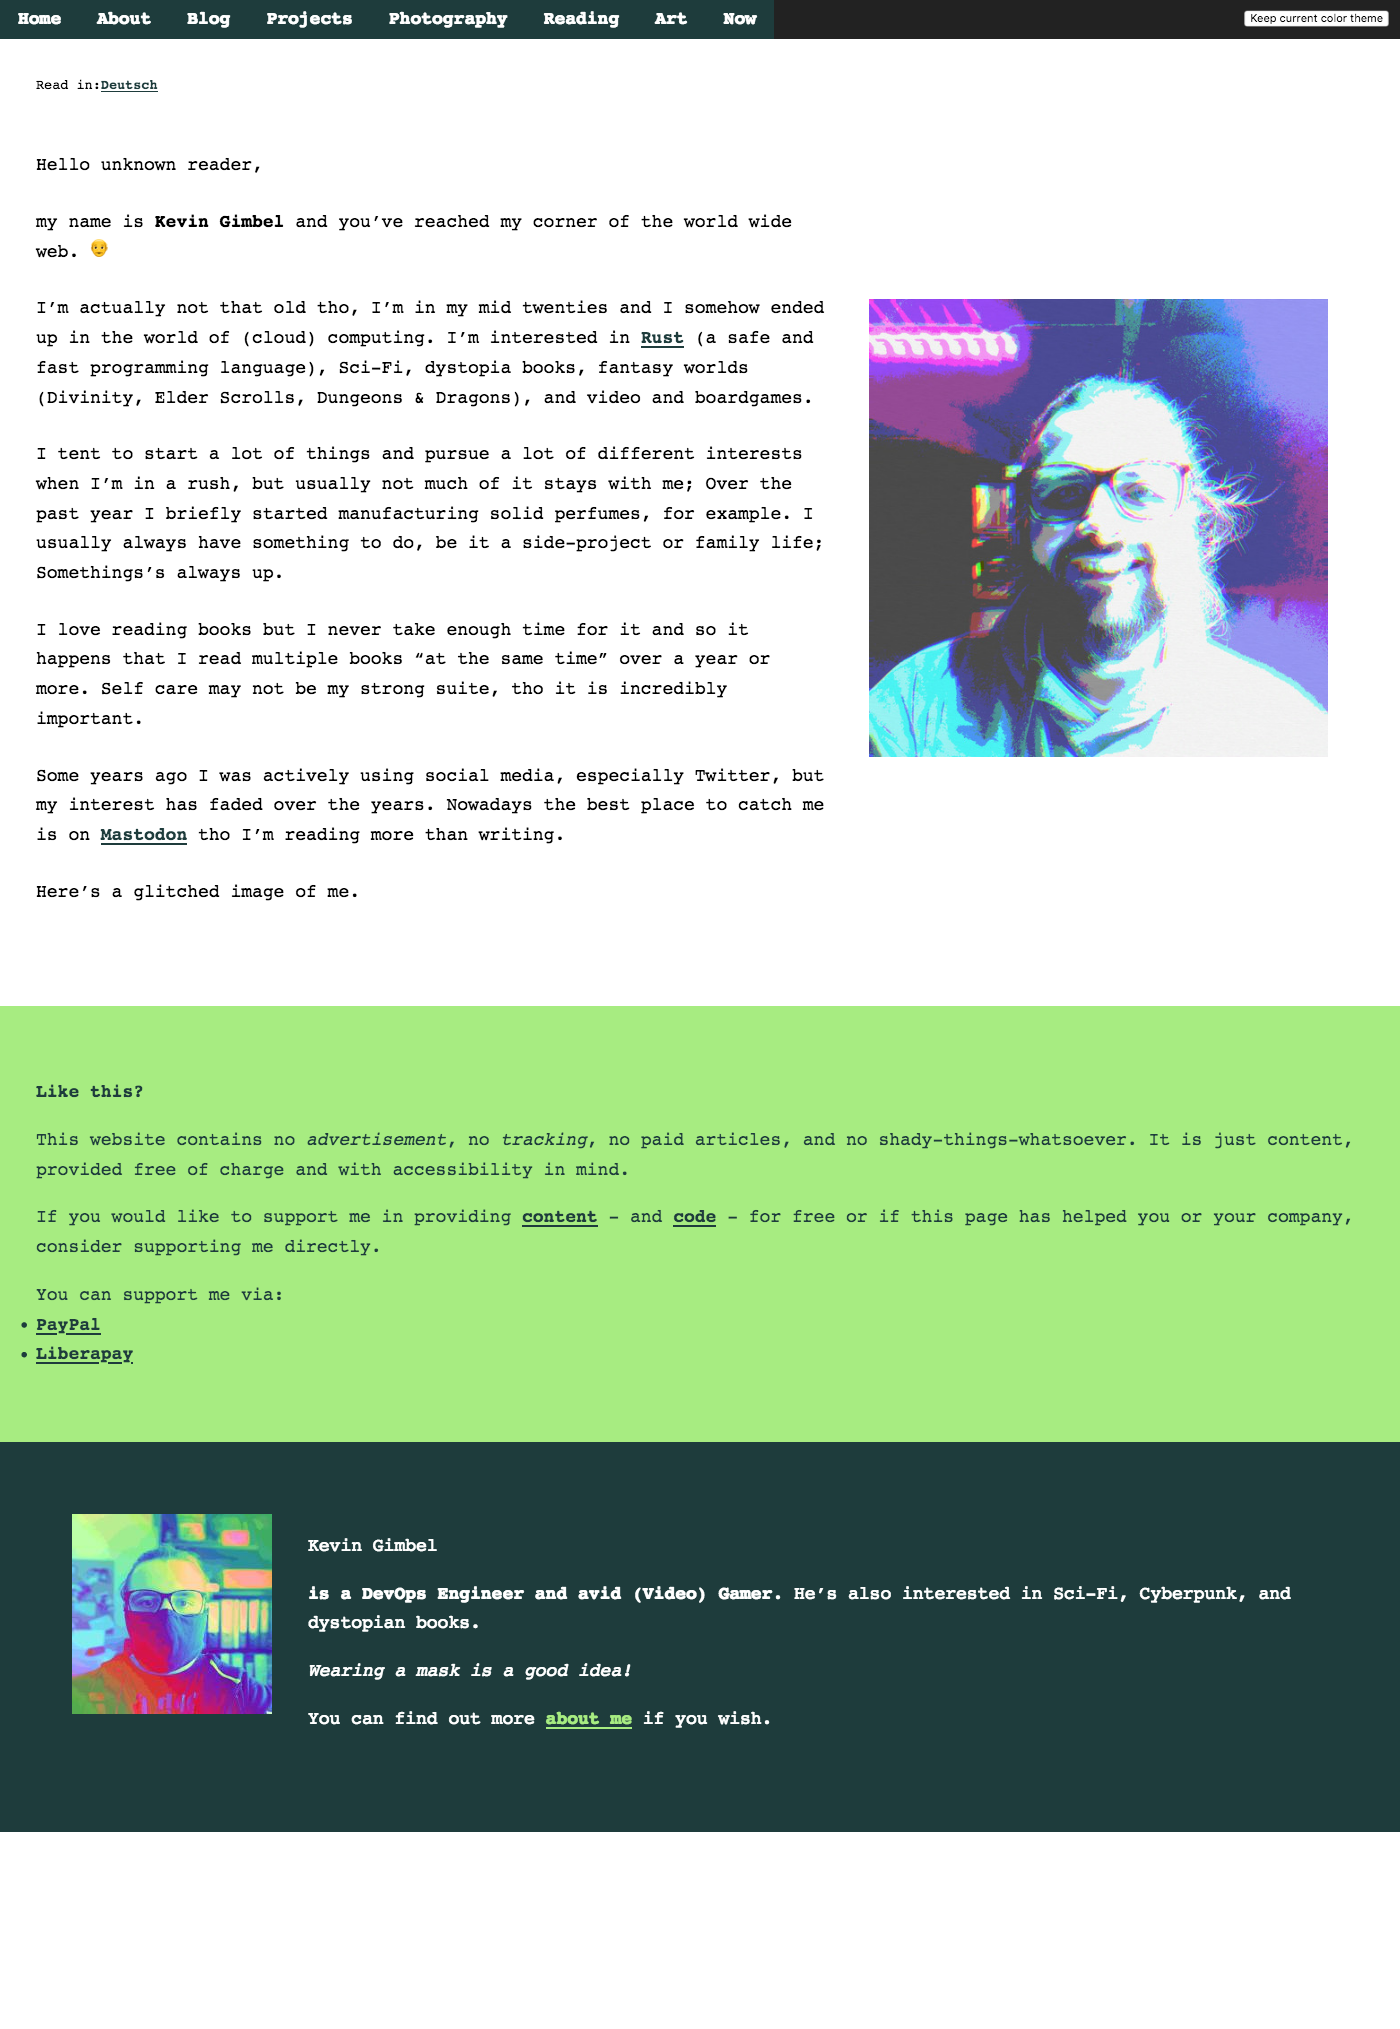 Home About Blog Projects Photography Reading Art Now Keep current color theme
Read in:Deutsch
Hello unknown reader,
my name is Kevin Gimbel and you’ve reached my corner of the world wide
web. 👴
I’m actually not that old tho, I’m in my mid twenties and I somehow ended
up in the world of (cloud) computing. I’m interested in Rust (a safe and
fast programming language), Sci-Fi, dystopia books, fantasy worlds
(Divinity, Elder Scrolls, Dungeons & Dragons), and video and boardgames.
I tent to start a lot of things and pursue a lot of different interests
when I’m in a rush, but usually not much of it stays with me; Over the
past year I briefly started manufacturing solid perfumes, for example. I
usually always have something to do, be it a side-project or family life;
Somethings’s always up.
I love reading books but I never take enough time for it and so it
happens that I read multiple books “at the same time” over a year or
more. Self care may not be my strong suite, tho it is incredibly
important.
Some years ago I was actively using social media, especially Twitter, but
my interest has faded over the years. Nowadays the best place to catch me
is on Mastodon tho I’m reading more than writing.
Here’s a glitched image of me.
Like this?
This website contains no advertisement, no tracking, no paid articles, and no shady-things-whatsoever. It is just content,
provided free of charge and with accessibility in mind.
If you would like to support me in providing content - and code - for free or if this page has helped you or your company,
consider supporting me directly.
You can support me via:
• PayPal
• Liberapay
Kevin Gimbel
is a DevOps Engineer and avid (Video) Gamer. He’s also interested in Sci-Fi, Cyberpunk, and
dystopian books.
Wearing a mask is a good idea!
You can find out more about me if you wish.